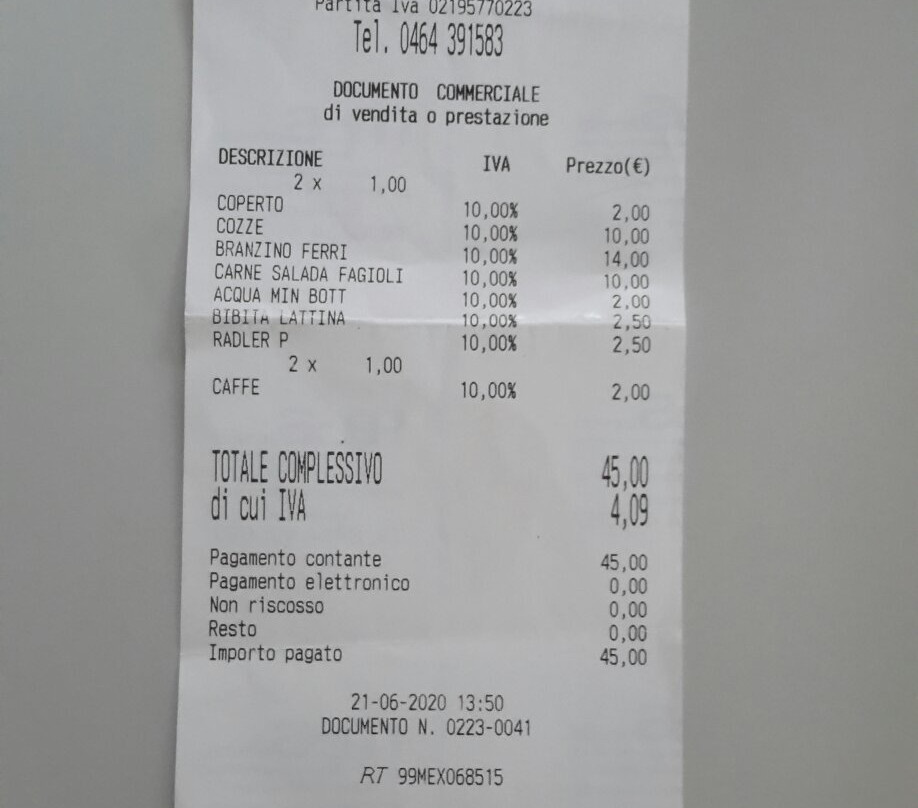 Partita Iva 02195770223
Tel. 0464 391583
DOCUMENTO COMMERCIALE
di vendita o prestazione
DESCRIZIONE IVA Prezzo(€)
2 x 1,00
COPERTO 10,00% 2,00
COZZE 10,00% 10,00
BRANZINO FERRI 10,00% 14,00
CARNE SALADA FAGIOLI 10,00% 10,00
ACQUA MIN BOTT 10,00% 2,00
BIBITA LATTINA 10,00% 2,50
RADLER P 10,00% 2,50
2 x 1,00
CAFFE 10,00% 2,00
TOTALE COMPLESSIVO 45,00
di cui IVA 4,09
Pagamento contante 45,00
Pagamento elettronico 0,00
Non riscosso 0,00
Resto 0,00
Importo pagato 45,00
21-06-2020 13:50
DOCUMENTO N. 0223-0041
RT 99MEX068515